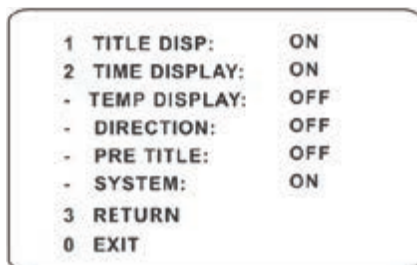 1 TITLE DISP: ON
2 TIME DISPLAY: ON
- TEMP DISPLAY: OFF
- DIRECTION: OFF
- PRE TITLE: OFF
- SYSTEM: ON
3 RETURN
0 EXIT